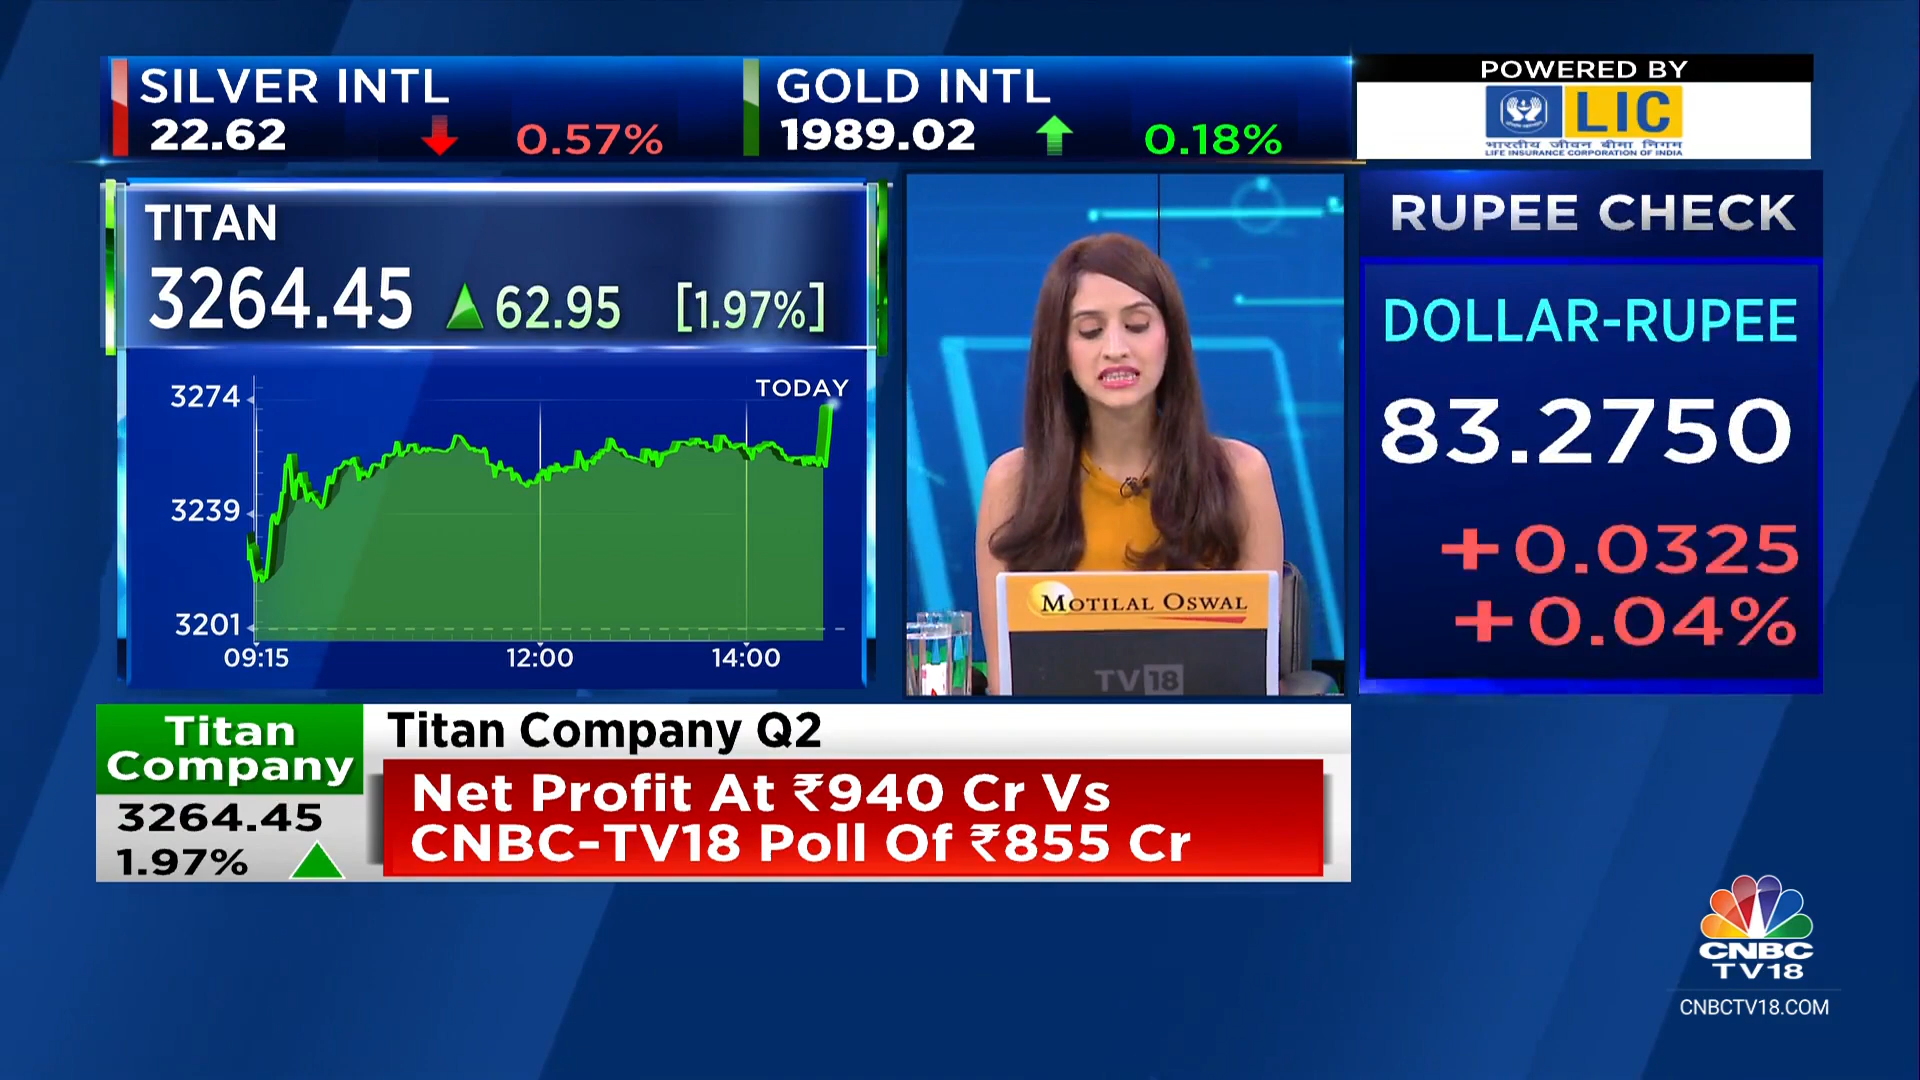 SILVER INTL
22.62 0.57%
GOLD INTL
1989.02 0.18%
POWERED BY
LIC
भारतीय जीवन बीमा निगम
LIFE INSURANCE CORPORATION OF INDIA
TITAN
3264.45 62.95 [1.97%]
TODAY
3274
3239
3201
09:15 12:00 14:00
MOTILAL OSWAL
TV18
RUPEE CHECK
DOLLAR-RUPEE
83.2750
+0.0325
+0.04%
Titan
Company
3264.45
1.97%
Titan Company Q2
Net Profit At ₹940 Cr Vs
CNBC-TV18 Poll Of ₹855 Cr
CNBC
TV18
CNBCTV18.COM